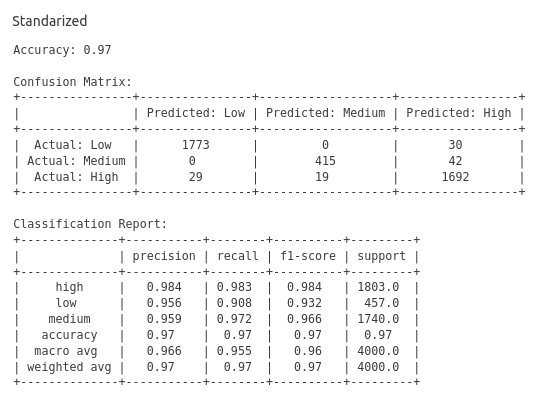 Standarized
Accuracy: 0.97
Confusion Matrix:
+----------------+----------------+-------------------+-----------------+
|                | Predicted: Low | Predicted: Medium | Predicted: High |
+----------------+----------------+-------------------+-----------------+
|  Actual: Low   |      1773      |         0         |       30        |
| Actual: Medium |       0        |        415        |       42        |
|  Actual: High  |       29       |        19         |      1692       |
+----------------+----------------+-------------------+-----------------+
Classification Report:
+--------------+-----------+--------+----------+---------+
|              | precision | recall | f1-score | support |
+--------------+-----------+--------+----------+---------+
|     high     |   0.984   | 0.983  |  0.984   | 1803.0  |
|     low      |   0.956   | 0.908  |  0.932   |  457.0  |
|    medium    |   0.959   | 0.972  |  0.966   | 1740.0  |
|   accuracy   |   0.97    |  0.97  |   0.97   |  0.97   |
|  macro avg   |   0.966   | 0.955  |   0.96   | 4000.0  |
| weighted avg |   0.97    |  0.97  |   0.97   | 4000.0  |
+--------------+-----------+--------+----------+---------+